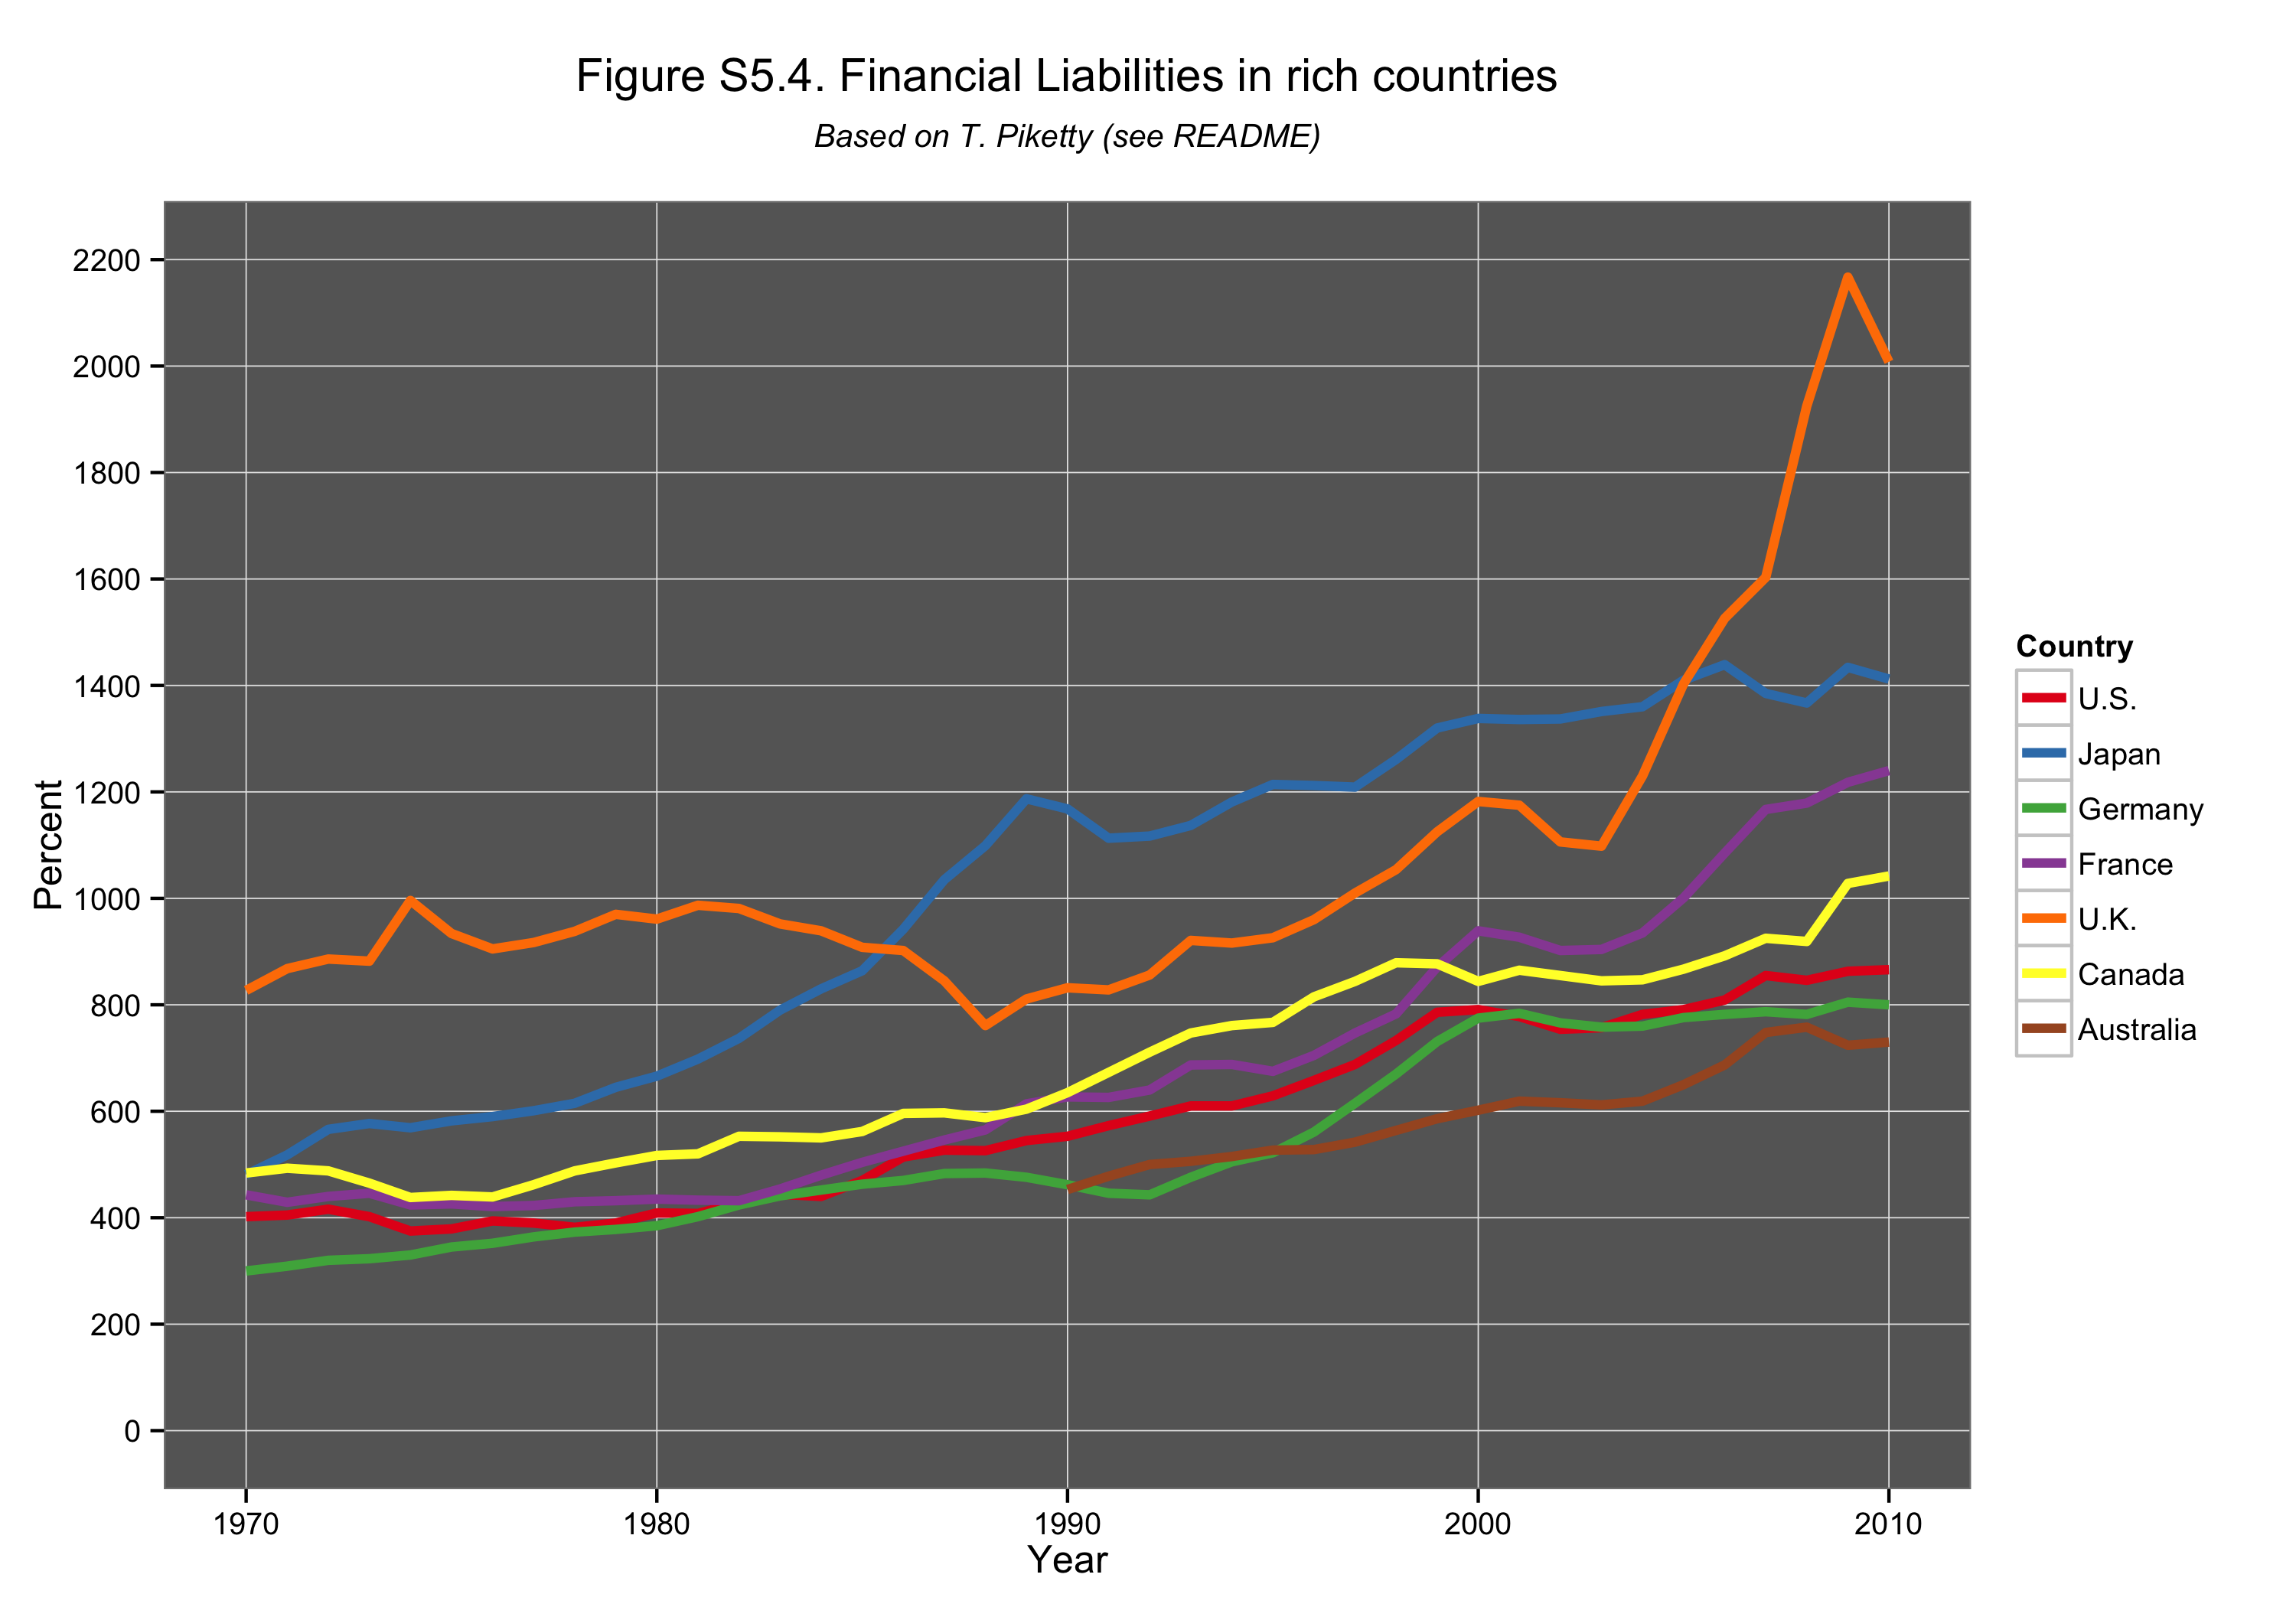 Figure S5.4. Financial Liabilities in rich countries
Based on T. Piketty (see README)
2200
2000
1800
1600
1400
1200
1000
800
600
400
200
0
Percent
1970 1980 1990 2000 2010
Year
Country
U.S.
Japan
Germany
France
U.K.
Canada
Australia